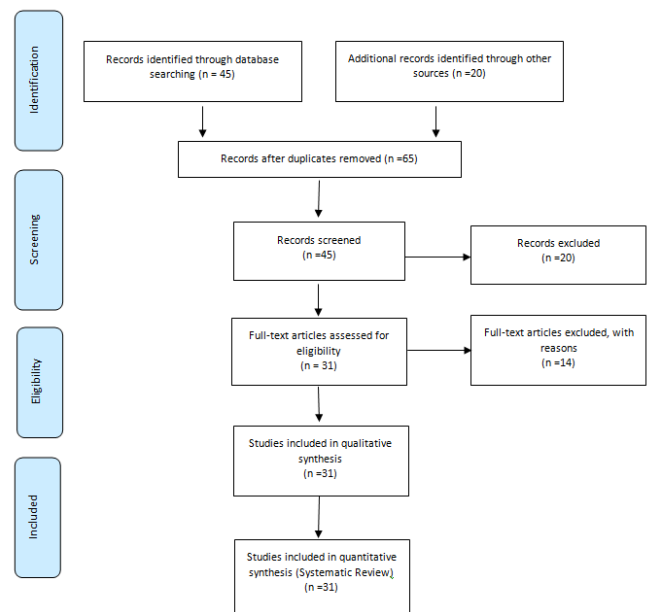 Identification
Records identified through database
searching (n = 45)
Additional records identified through other
sources (n =20)
Records after duplicates removed (n =65)
Screening
Records screened
(n =45)
Records excluded
(n =20)
Eligibility
Full-text articles assessed for
eligibility
(n = 31)
Full-text articles excluded, with
reasons
(n =14)
Studies included in qualitative
synthesis
(n =31)
Included
Studies included in quantitative
synthesis (Systematic Review)
(n =31)